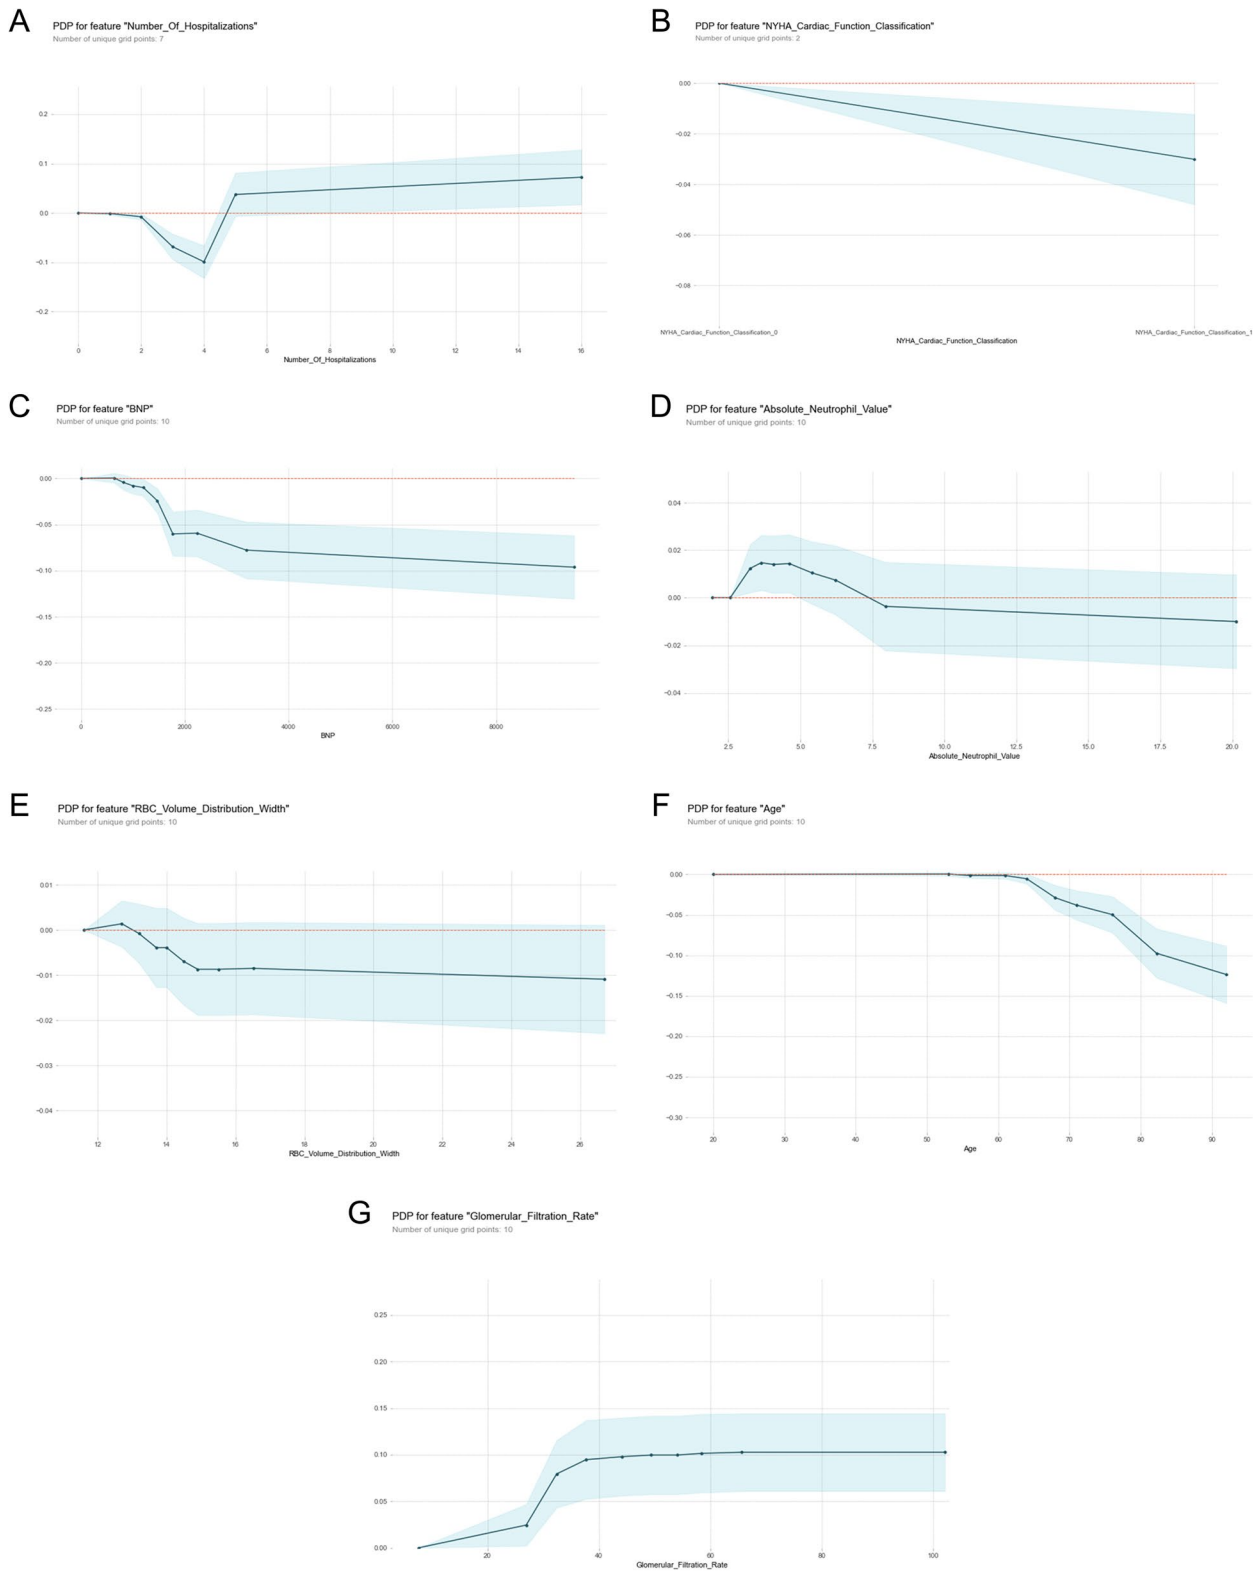 A
PDP for feature "Number_Of_Hospitalizations"
Number of unique grid points: 7
0.2
0.1
0.0
−0.1
−0.2
0 2 4 6 8 10 12 14 16
Number_Of_Hospitalizations
B
PDP for feature "NYHA_Cardiac_Function_Classification"
Number of unique grid points: 2
0.00
−0.02
−0.04
−0.06
−0.08
NYHA_Cardiac_Function_Classification_0 NYHA_Cardiac_Function_Classification_1
NYHA_Cardiac_Function_Classification
C
PDP for feature "BNP"
Number of unique grid points: 10
0.00
−0.05
−0.10
−0.15
−0.20
−0.25
0 2000 4000 6000 8000
BNP
D
PDP for feature "Absolute_Neutrophil_Value"
Number of unique grid points: 10
0.04
0.02
0.00
−0.02
−0.04
2.5 5.0 7.5 10.0 12.5 15.0 17.5 20.0
Absolute_Neutrophil_Value
E
PDP for feature "RBC_Volume_Distribution_Width"
Number of unique grid points: 10
0.01
0.00
−0.01
−0.02
−0.03
−0.04
12 14 16 18 20 22 24 26
RBC_Volume_Distribution_Width
F
PDP for feature "Age"
Number of unique grid points: 10
0.00
−0.05
−0.10
−0.15
−0.20
−0.25
−0.30
20 30 40 50 60 70 80 90
Age
G
PDP for feature "Glomerular_Filtration_Rate"
Number of unique grid points: 10
0.25
0.20
0.15
0.10
0.05
0.00
20 40 60 80 100
Glomerular_Filtration_Rate